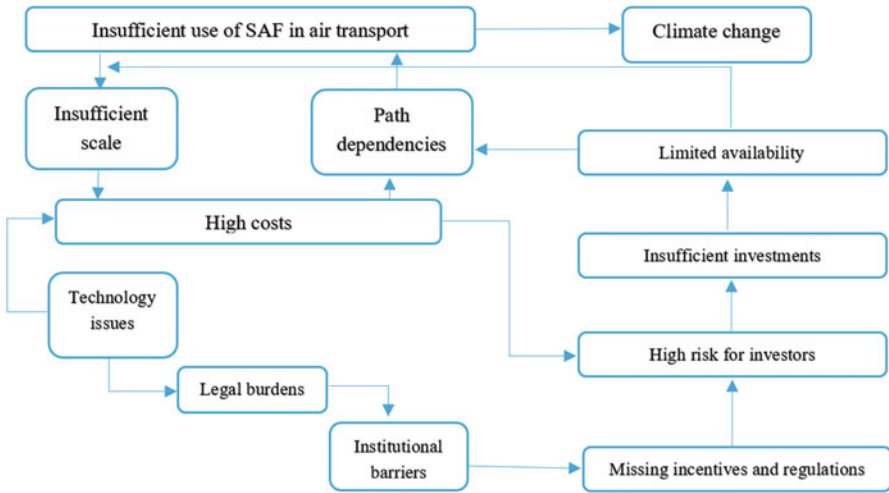 Insufficient use of SAF in air transport
Climate change
Insufficient
scale
Path
dependencies
Limited availability
High costs
Insufficient investments
Technology
issues
High risk for investors
Legal burdens
Institutional
barriers
Missing incentives and regulations